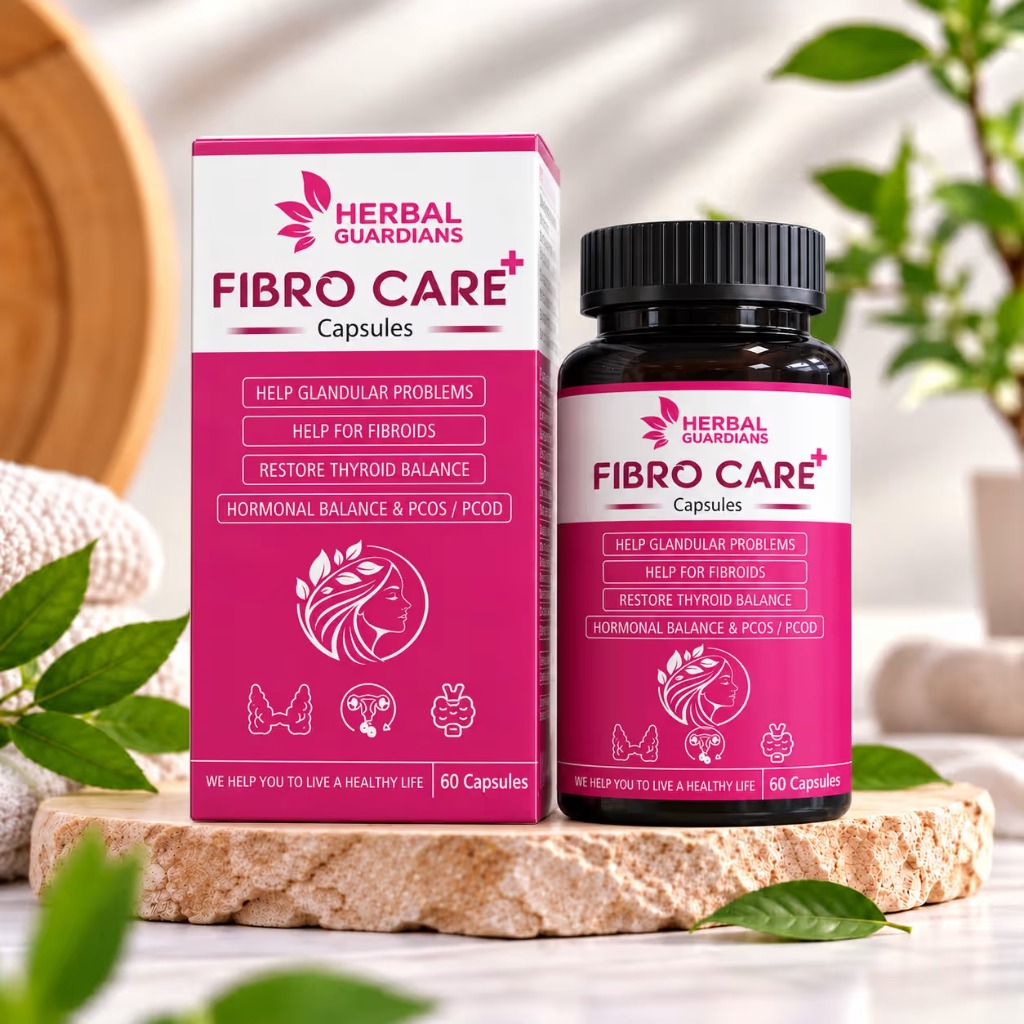 HERBAL
GUARDIANS
FIBRO CARE+
Capsules
HELP GLANDULAR PROBLEMS
HELP FOR FIBROIDS
RESTORE THYROID BALANCE
HORMONAL BALANCE & PCOS / PCOD
WE HELP YOU TO LIVE A HEALTHY LIFE
60 Capsules
HERBAL
GUARDIANS
FIBRO CARE+
Capsules
HELP GLANDULAR PROBLEMS
HELP FOR FIBROIDS
RESTORE THYROID BALANCE
HORMONAL BALANCE & PCOS / PCOD
WE HELP YOU TO LIVE A HEALTHY LIFE
60 Capsules